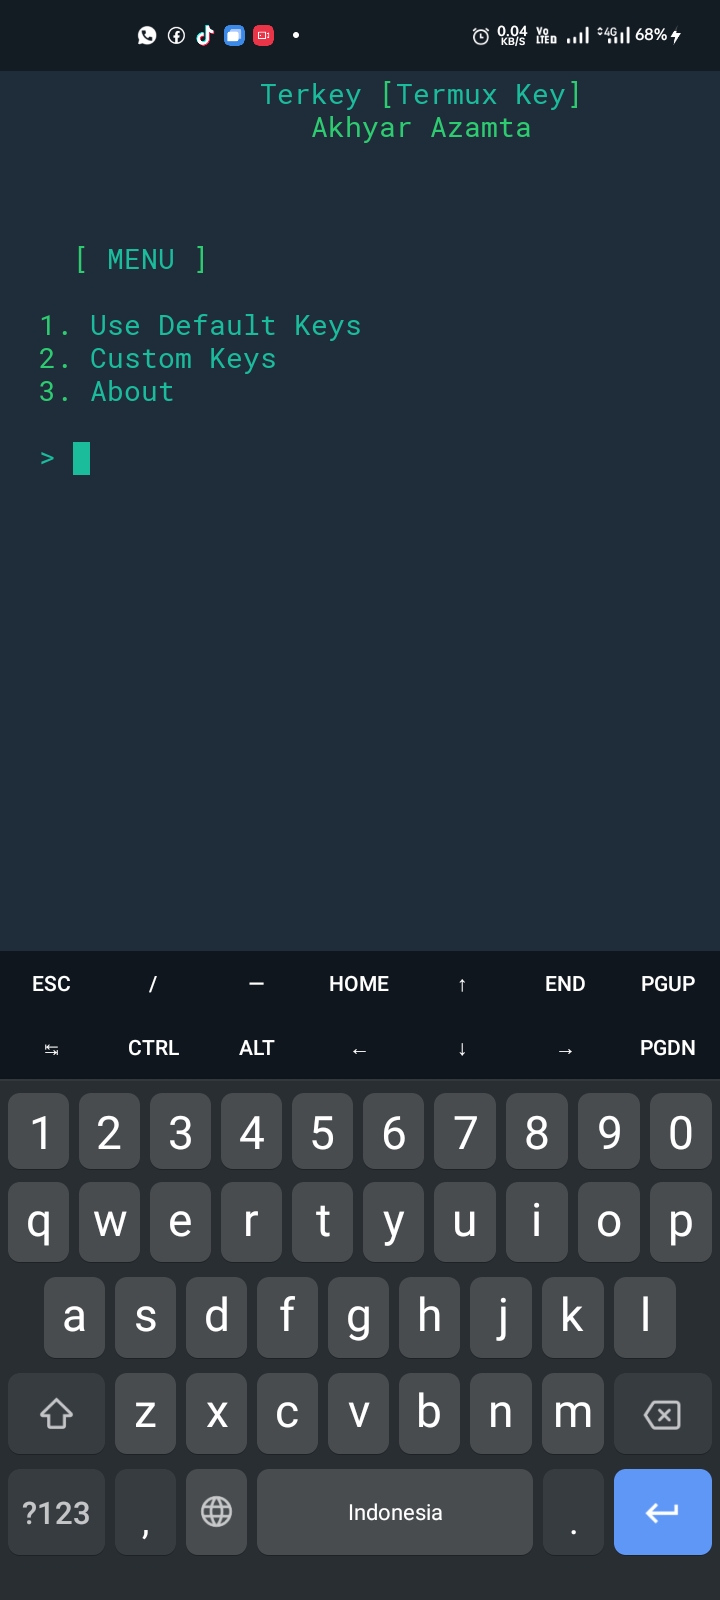 0.04
KB/S
Vo
LTE
4G
68%
Terkey [Termux Key]
Akhyar Azamta
[ MENU ]
1. Use Default Keys
2. Custom Keys
3. About
>
ESC / — HOME ↑ END PGUP
↹ CTRL ALT ← ↓ → PGDN
1 2 3 4 5 6 7 8 9 0
q w e r t y u i o p
a s d f g h j k l
z x c v b n m
?123 , Indonesia .